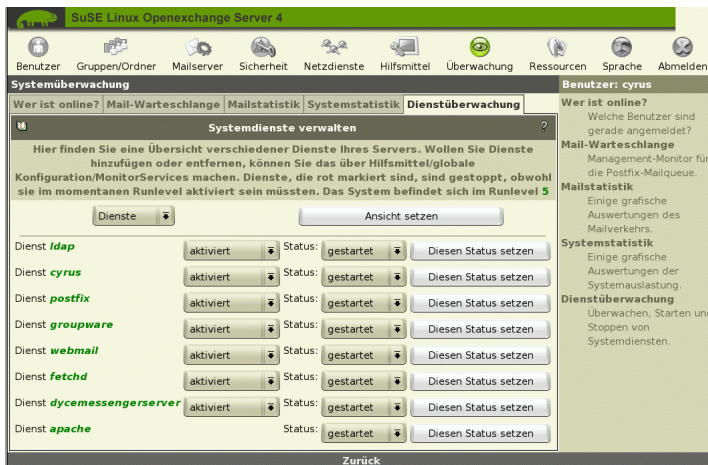 SuSE Linux Openexchange Server 4
Benutzer Gruppen/Ordner Mailserver Sicherheit Netzdienste Hilfsmittel Überwachung Ressourcen Sprache Abmelden
Systemüberwachung
Wer ist online? Mail-Warteschlange Mailstatistik Systemstatistik Dienstüberwachung
Systemdienste verwalten ?
Hier finden Sie eine Übersicht verschiedener Dienste Ihres Servers. Wollen Sie Dienste
hinzufügen oder entfernen, können Sie das über Hilfsmittel/globale
Konfiguration/MonitorServices machen. Dienste, die rot markiert sind, sind gestoppt, obwohl
sie im momentanen Runlevel aktiviert sein müssten. Das System befindet sich im Runlevel 5
Dienste Ansicht setzen
Dienst ldap aktiviert Status: gestartet Diesen Status setzen
Dienst cyrus aktiviert Status: gestartet Diesen Status setzen
Dienst postfix aktiviert Status: gestartet Diesen Status setzen
Dienst groupware aktiviert Status: gestartet Diesen Status setzen
Dienst webmail aktiviert Status: gestartet Diesen Status setzen
Dienst fetchd aktiviert Status: gestartet Diesen Status setzen
Dienst dycemessengerserver aktiviert Status: gestartet Diesen Status setzen
Dienst apache Status: gestartet Diesen Status setzen
Zurück
Benutzer: cyrus
Wer ist online?
Welche Benutzer sind
gerade angemeldet?
Mail-Warteschlange
Management-Monitor für
die Postfix-Mailqueue.
Mailstatistik
Einige grafische
Auswertungen des
Mailverkehrs.
Systemstatistik
Einige grafische
Auswertungen der
Systemauslastung.
Dienstüberwachung
Überwachen, Starten und
Stoppen von
Systemdiensten.